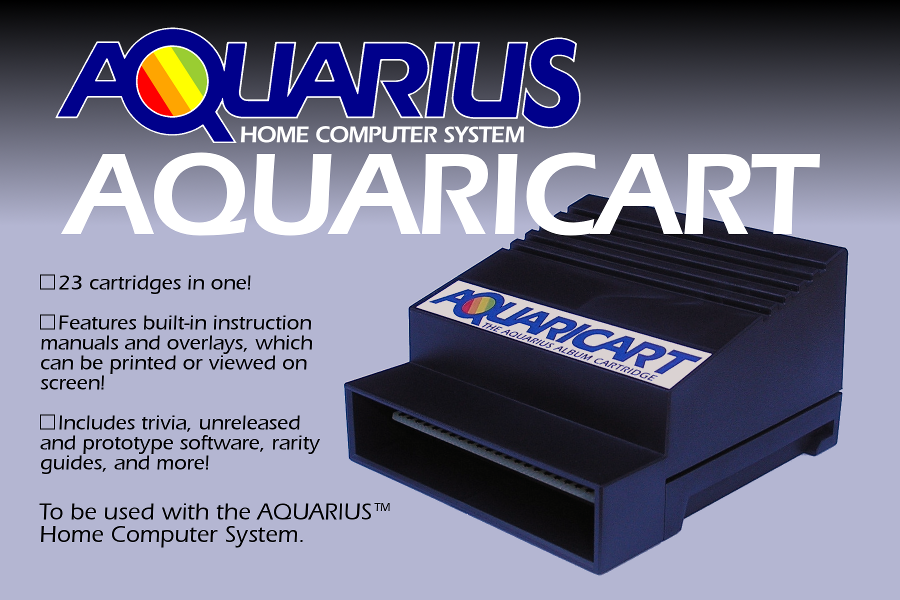 AQUARIUS
HOME COMPUTER SYSTEM
AQUARICART
□23 cartridges in one!
□Features built-in instruction
manuals and overlays, which
can be printed or viewed on
screen!
□Includes trivia, unreleased
and prototype software, rarity
guides, and more!
To be used with the AQUARIUS™
Home Computer System.
AQUARICART
THE AQUARIUS ALBUM CARTRIDGE